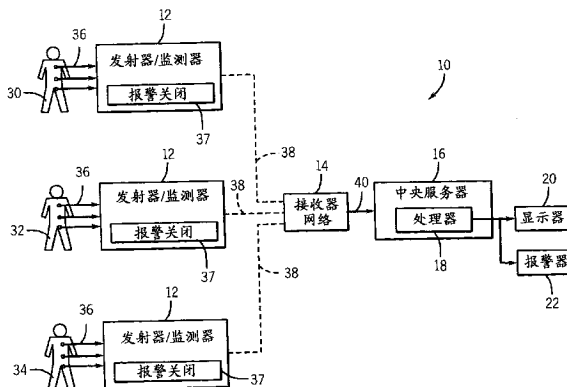 12
36
发射器/监测器
报警关闭
30
37
10
38
12
36
发射器/监测器
38
14
接收器
网络
40
16
中央服务器
处理器
18
20
显示器
报警关闭
32
37
报警器
22
38
12
36
发射器/监测器
报警关闭
34
37